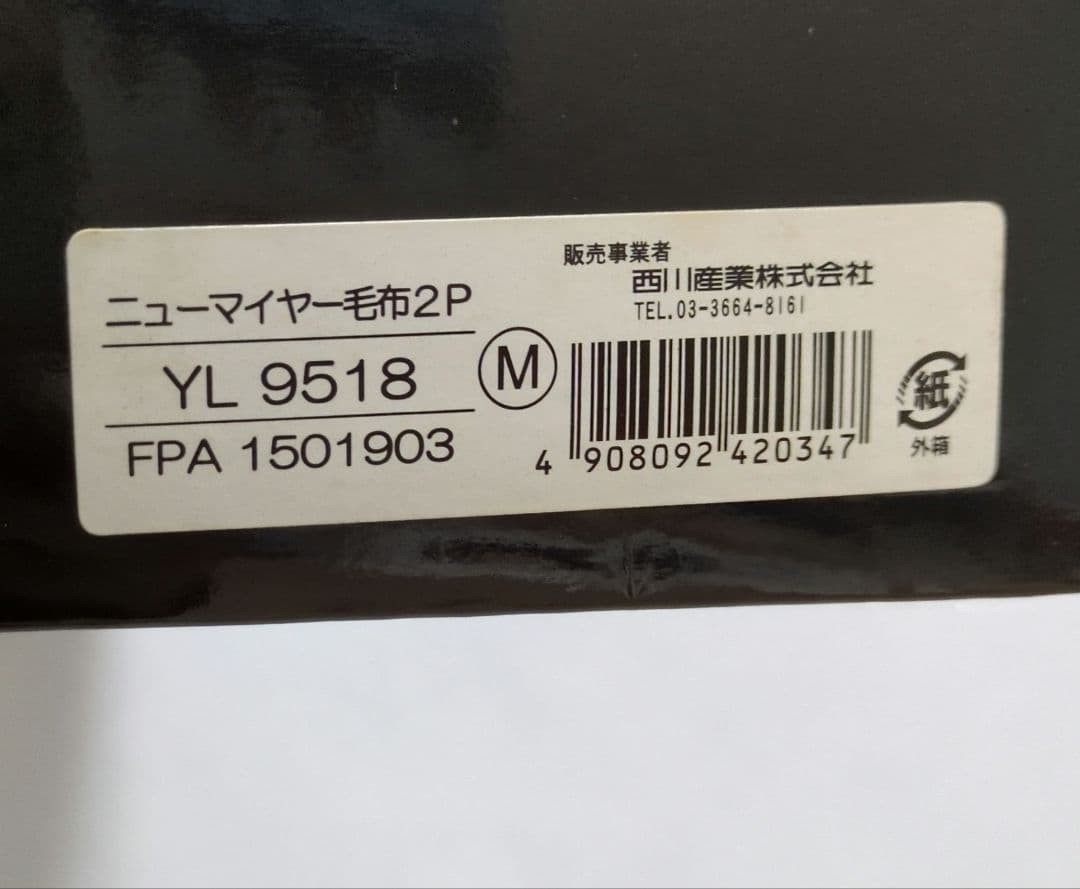 ニューマイヤー毛布2P
YL 9518
FPA 1501903
M
販売事業者
西川産業株式会社
TEL.03-3664-8161
4 908092 420347
紙
外箱